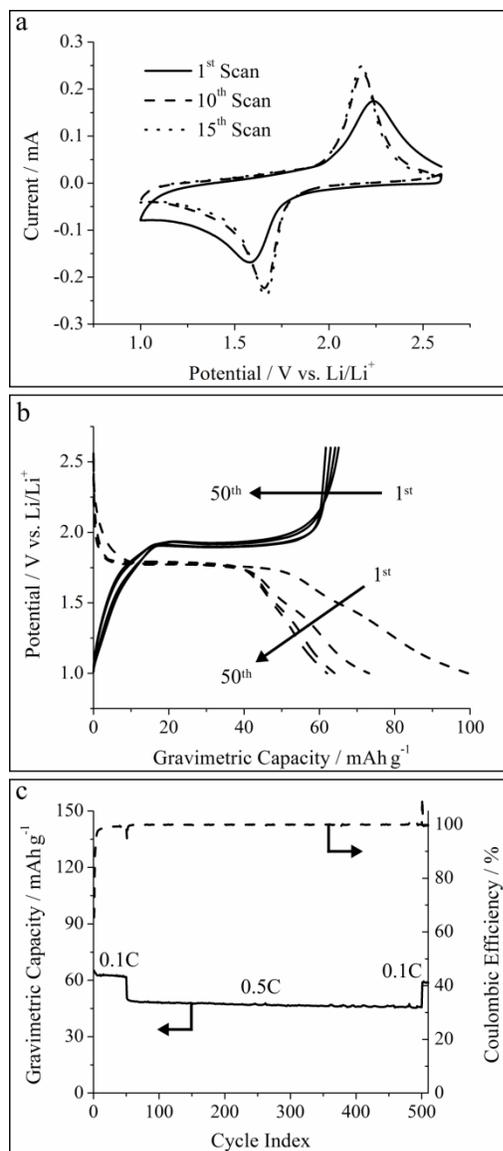 a
0.3
0.2
0.1
0.0
-0.1
-0.2
-0.3
Current / mA
1st Scan
10th Scan
15th Scan
1.0
1.5
2.0
2.5
Potential / V vs. Li/Li+
b
2.5
2.0
1.5
1.0
Potential / V vs. Li/Li+
50th
1st
1st
50th
0
20
40
60
80
100
Gravimetric Capacity / mAh g-1
c
150
120
90
60
30
0
Gravimetric Capacity / mAh g-1
0.1C
0.5C
0.1C
100
80
60
40
20
0
Coulombic Efficiency / %
0
100
200
300
400
500
Cycle Index